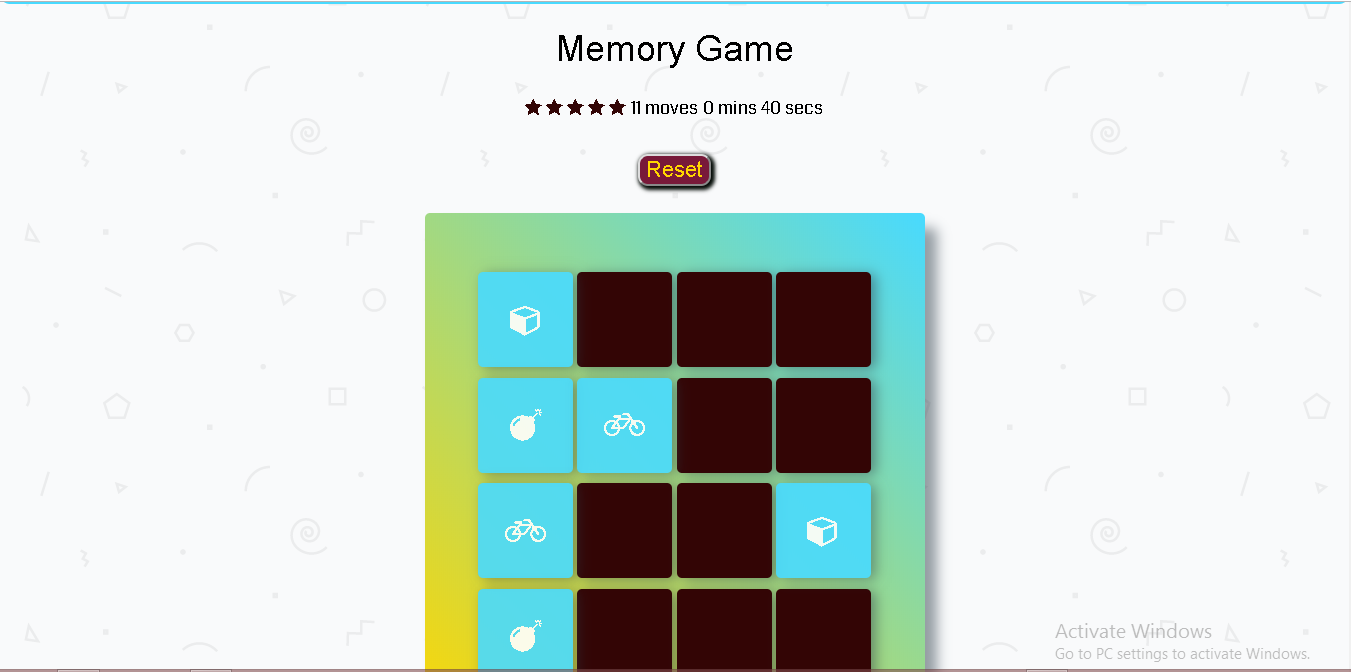 Memory Game
11 moves 0 mins 40 secs
Reset
Activate Windows
Go to PC settings to activate Windows.